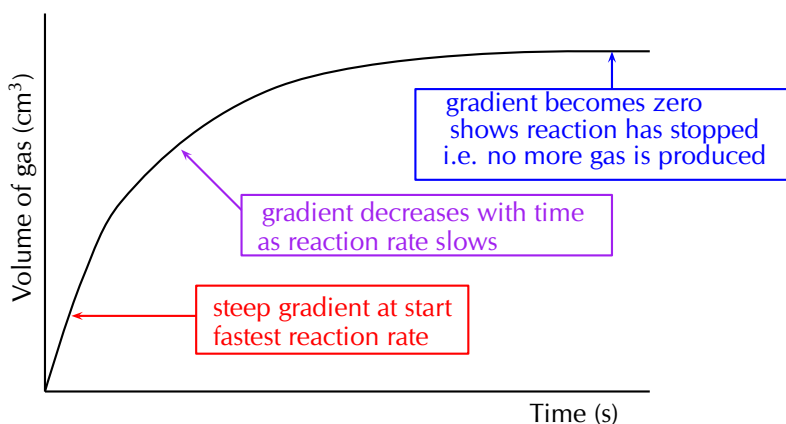 Volume of gas (cm³)
gradient becomes zero
shows reaction has stopped
i.e. no more gas is produced
gradient decreases with time
as reaction rate slows
steep gradient at start
fastest reaction rate
Time (s)